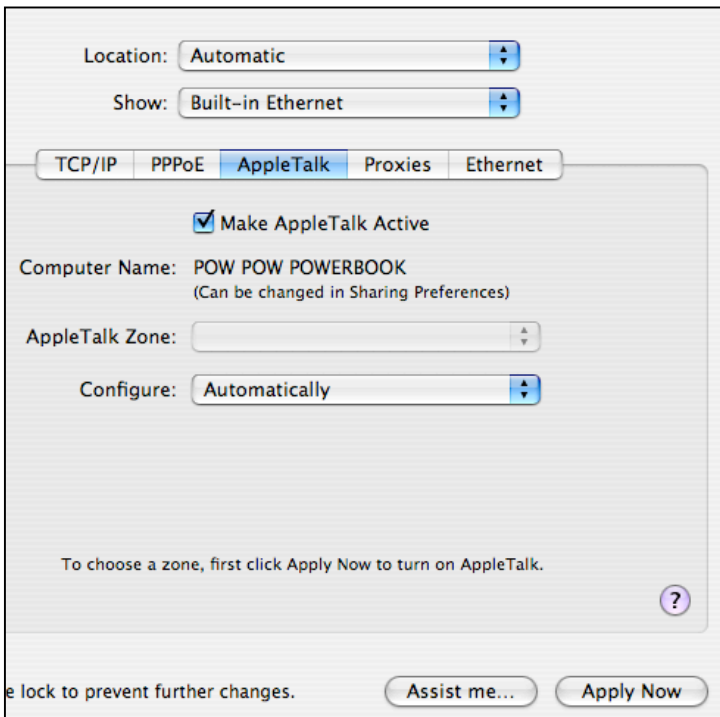 Location: Automatic
Show: Built-in Ethernet
TCP/IP PPPoE AppleTalk Proxies Ethernet
Make AppleTalk Active
Computer Name: POW POW POWERBOOK
(Can be changed in Sharing Preferences)
AppleTalk Zone:
Configure: Automatically
To choose a zone, first click Apply Now to turn on AppleTalk.
?
e lock to prevent further changes. Assist me... Apply Now